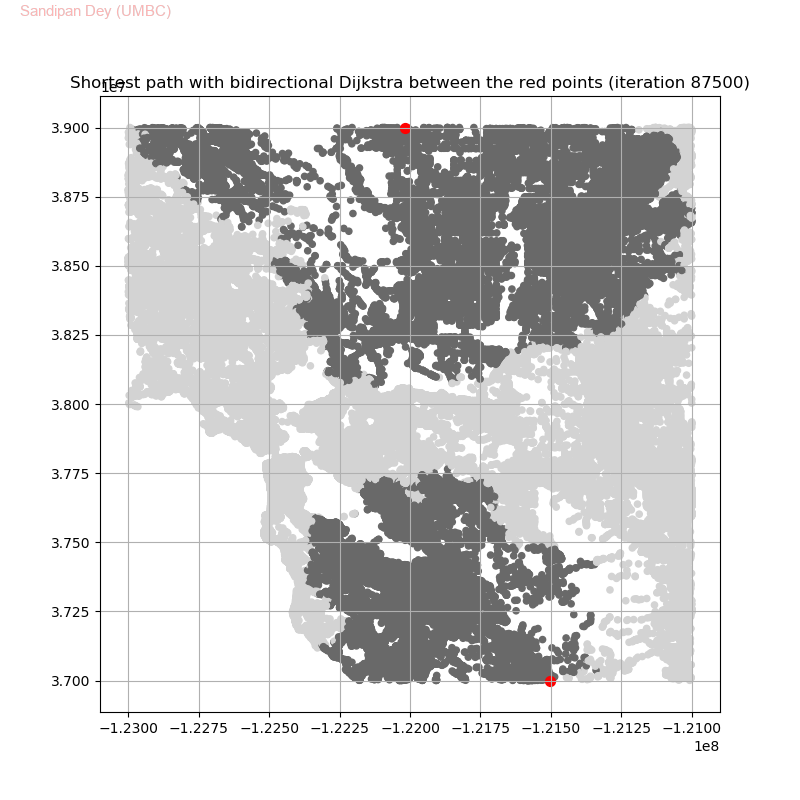 Sandipan Dey (UMBC)
Shortest path with bidirectional Dijkstra between the red points (iteration 87500)
1e7
3.900
3.875
3.850
3.825
3.800
3.775
3.750
3.725
3.700
−1.2300 −1.2275 −1.2250 −1.2225 −1.2200 −1.2175 −1.2150 −1.2125 −1.2100
1e8